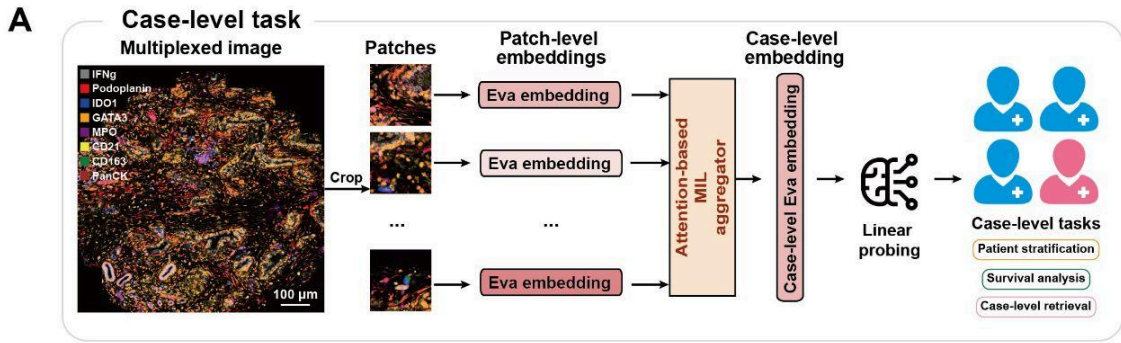 A
Case-level task
Multiplexed image
IFNg
Podoplanin
IDO1
GATA3
MPO
CD21
CD163
PanCK
100 μm
Crop
Patches
...
Patch-level
embeddings
Eva embedding
Eva embedding
...
Eva embedding
Attention-based
MIL
aggregator
Case-level
embedding
Case-level Eva embedding
Linear
probing
Case-level tasks
Patient stratification
Survival analysis
Case-level retrieval